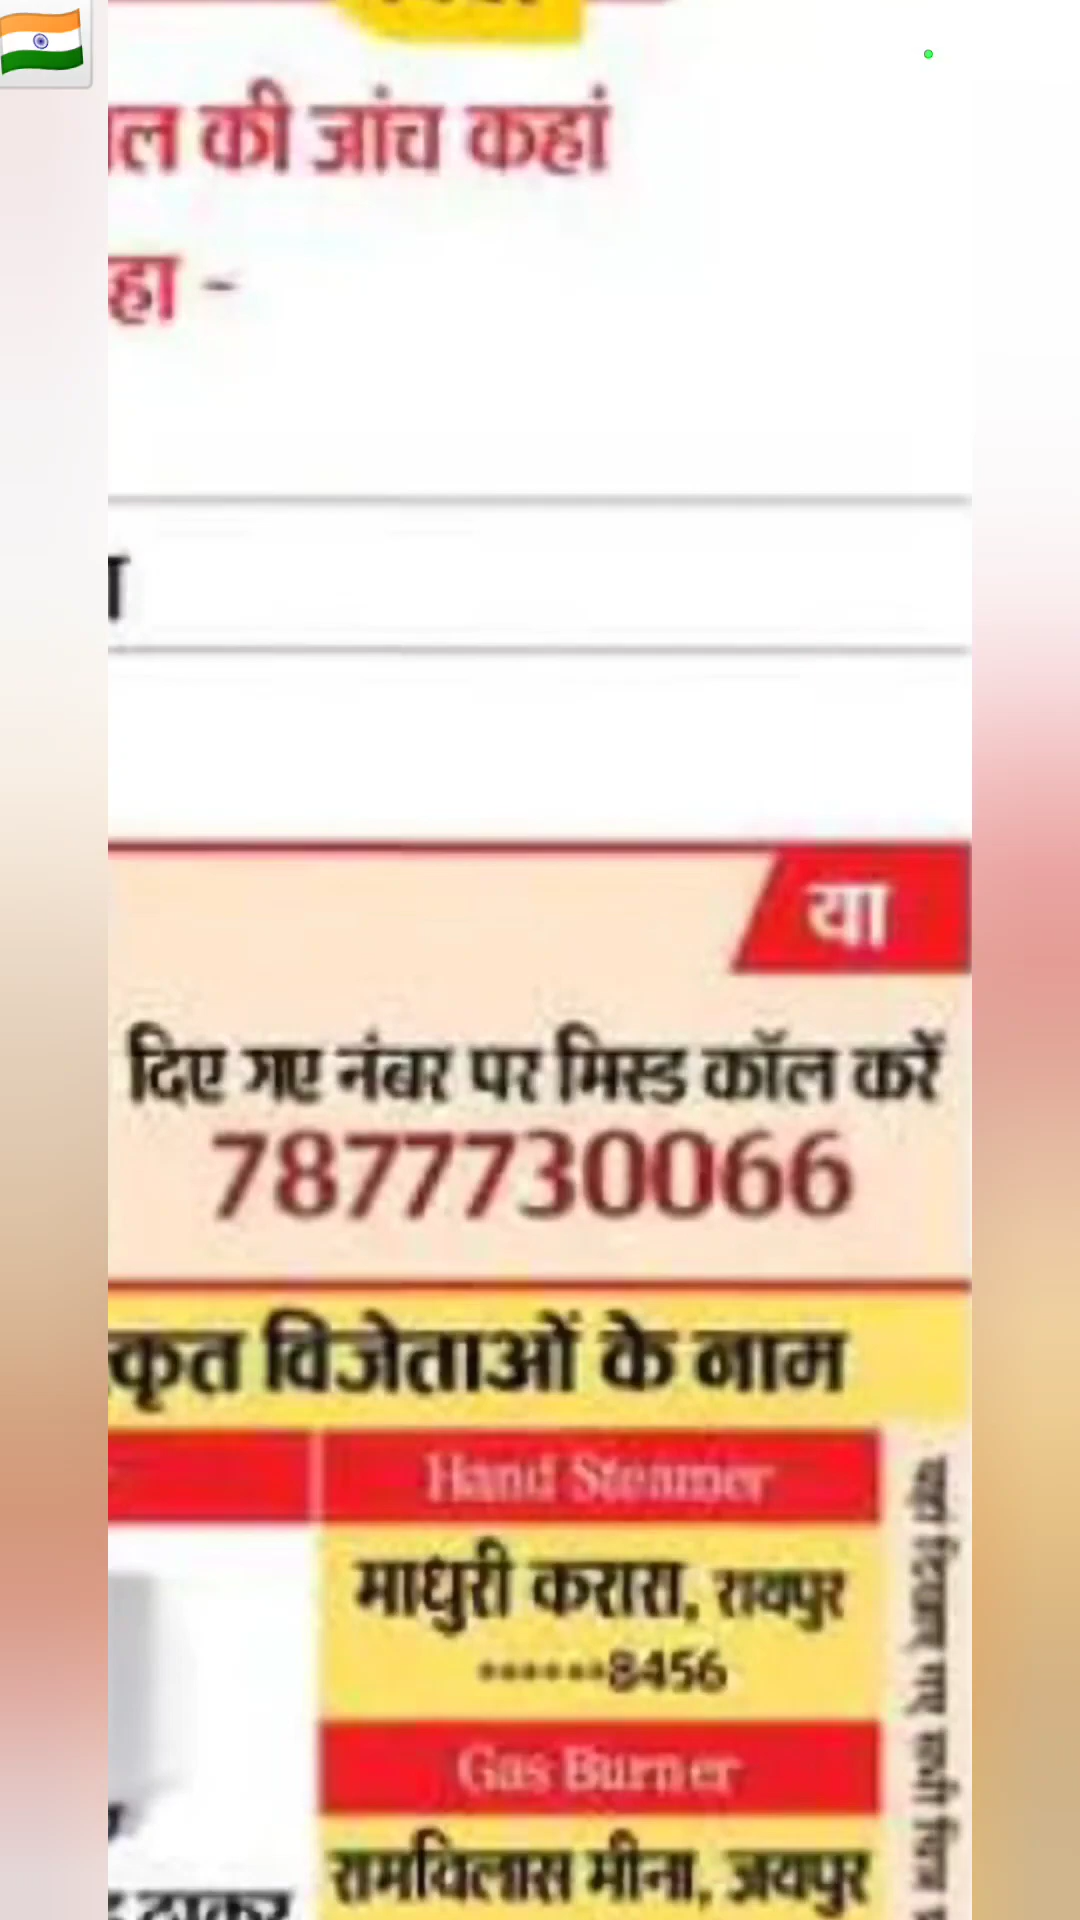 की जांच कहां
हा -
या
दिए गए नंबर पर मिस्ड कॉल करें
7877730066
कृत विजेताओं के नाम
Hand Steamer
माधुरी करारा, रायपुर
******8456
Gas Burner
रामविलास मीना, जयपुर